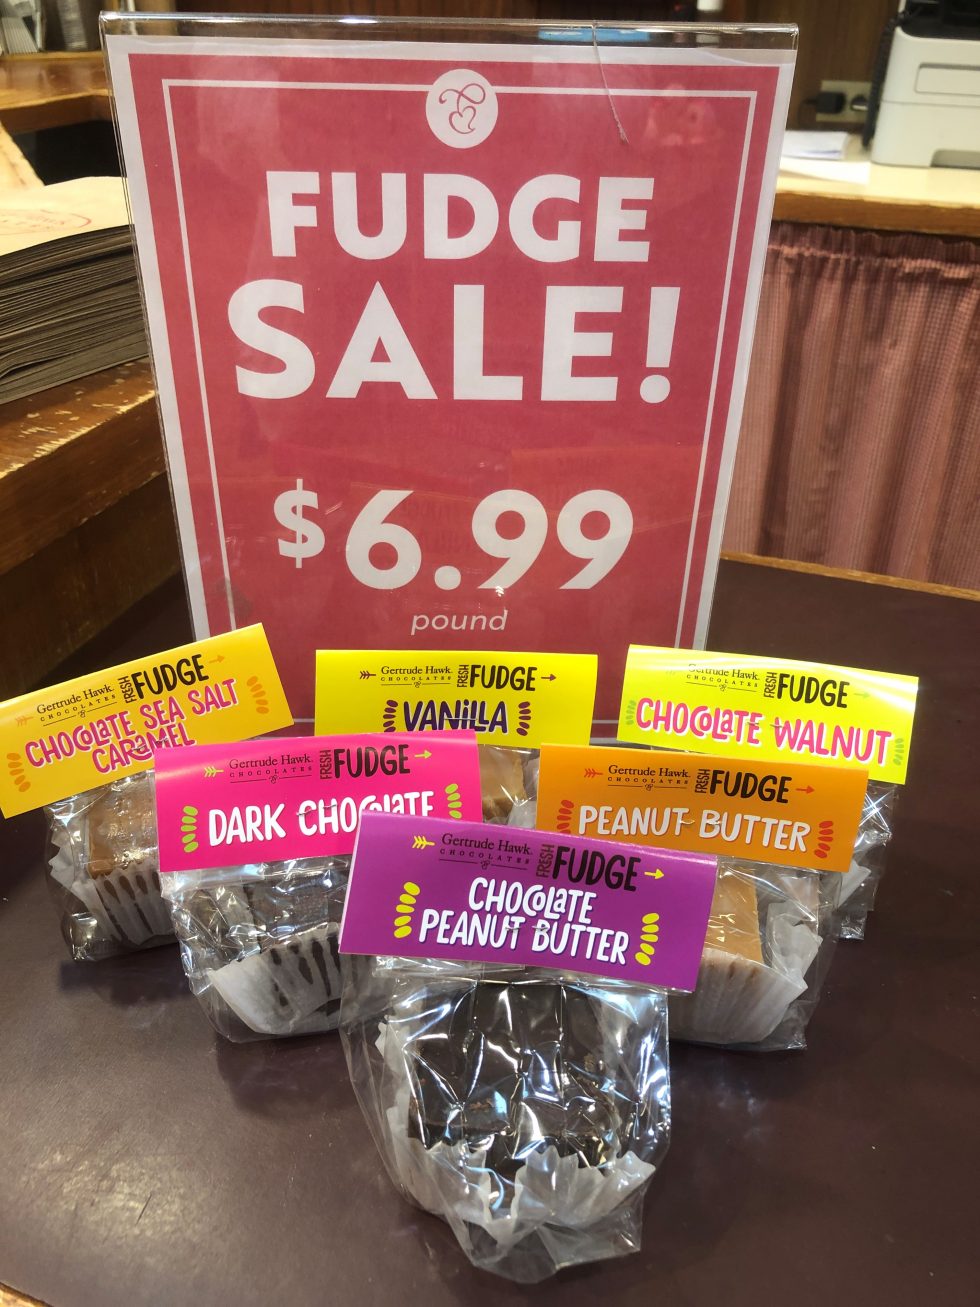 FUDGE
SALE!
$6.99
pound
Gertrude Hawk
CHOCOLATES
FRESH FUDGE
CHOCOLATE SEA SALT
CARAMEL
Gertrude Hawk
CHOCOLATES
FRESH FUDGE
VANiLLA
Gertrude Hawk
CHOCOLATES
FRESH FUDGE
CHOCOLATE WALNUT
Gertrude Hawk
CHOCOLATES
FRESH FUDGE
DARK CHOCOLATE
Gertrude Hawk
CHOCOLATES
FRESH FUDGE
PEANUT BUTTER
Gertrude Hawk
CHOCOLATES
FRESH FUDGE
CHOCOLATE
PEANUT BUTTER